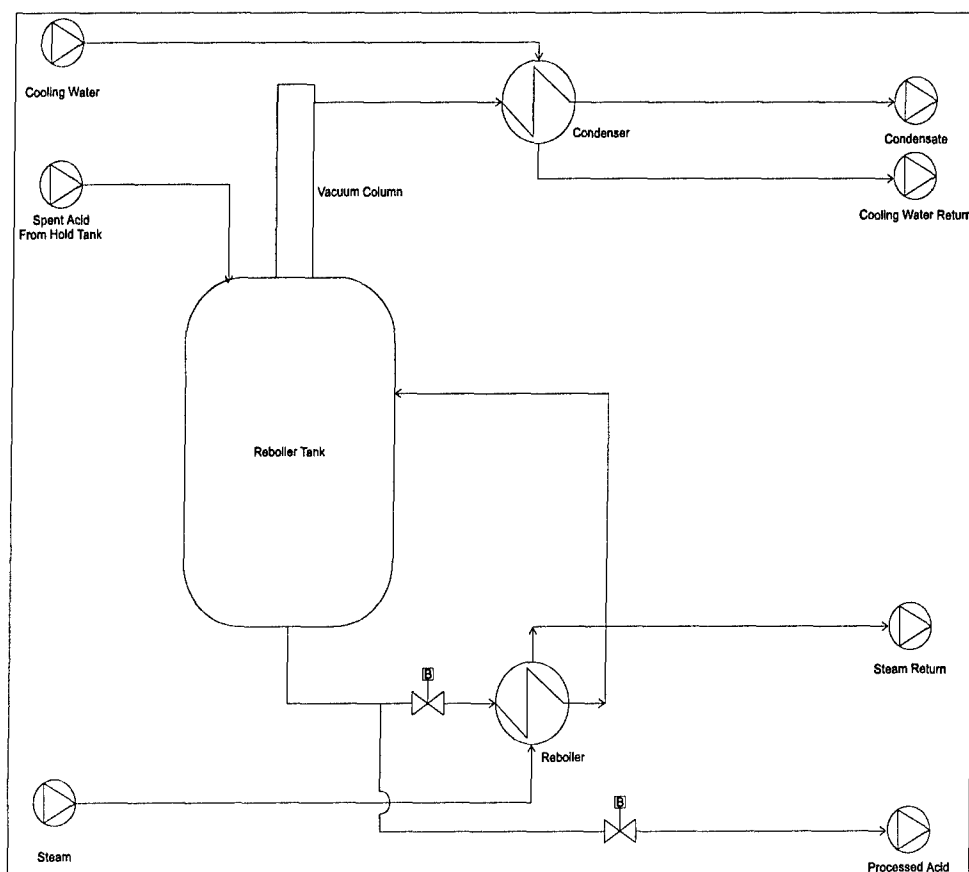 Cooling Water
Condenser
Condensate
Vacuum Column
Spent Acid
From Hold Tank
Cooling Water Return
Reboiler Tank
B
Steam Return
Reboiler
B
Steam
Processed Acid